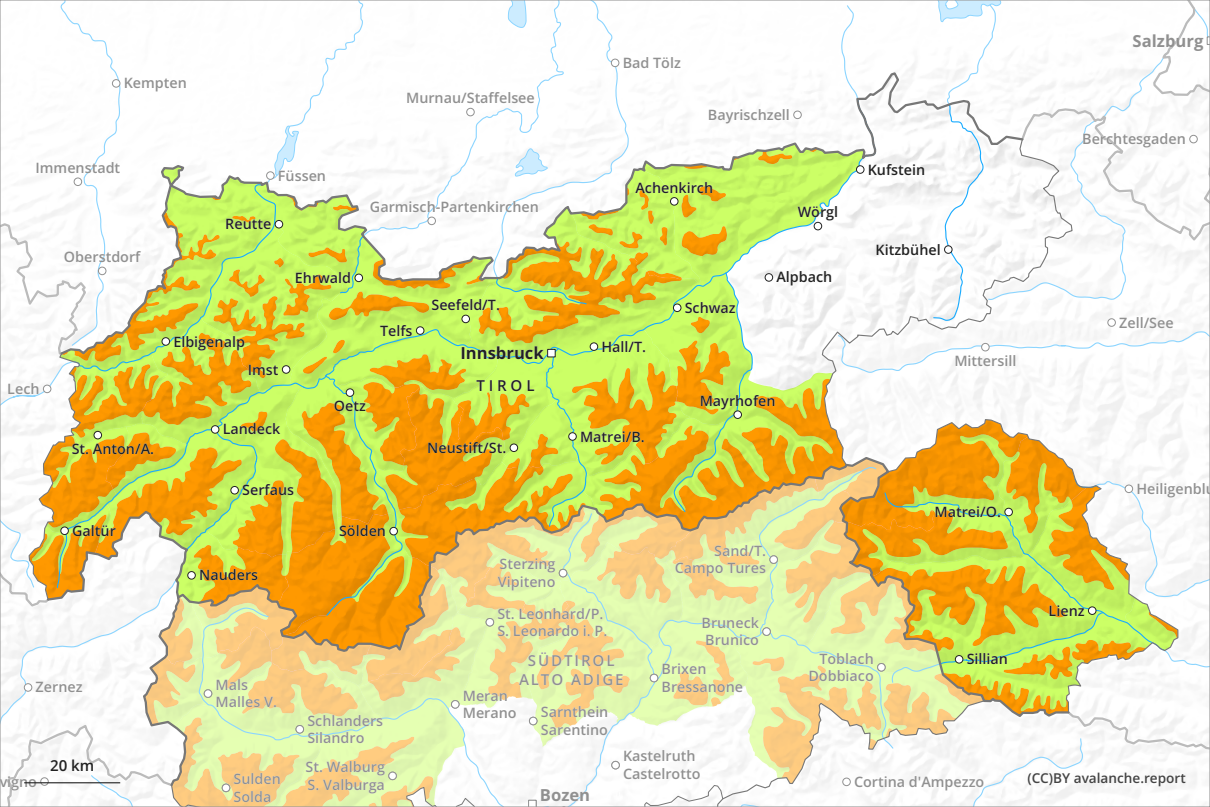 Salzburg
Bad Tölz
Kempten
Murnau/Staffelsee
Bayrischzell
Berchtesgaden
Immenstadt
Füssen
Kufstein
Achenkirch
Garmisch-Partenkirchen
Wörgl
Reutte
Oberstdorf
Kitzbühel
Ehrwald
Alpbach
Seefeld/T.
Schwaz
Zell/See
Telfs
Elbigenalp
Innsbruck
Hall/T.
Mittersill
Imst
TIROL
Lech
Oetz
Mayrhofen
Landeck
Matrei/B.
St. Anton/A.
Neustift/St.
Serfaus
Heiligenblu
Matrei/O.
Galtür
Sölden
Sand/T.
Campo Tures
Sterzing
Vipiteno
Nauders
Lienz
St. Leonhard/P.
S. Leonardo i. P.
Bruneck
Brunico
Sillian
SÜDTIROL
ALTO ADIGE
Toblach
Dobbiaco
Brixen
Bressanone
Zernez
Mals
Malles V.
Meran
Merano
Sarnthein
Sarentino
Schlanders
Silandro
Kastelruth
Castelrotto
20 km
St. Walburg
S. Valburga
Sulden
Solda
vigno
Cortina d'Ampezzo
(CC)BY avalanche.report
Bozen